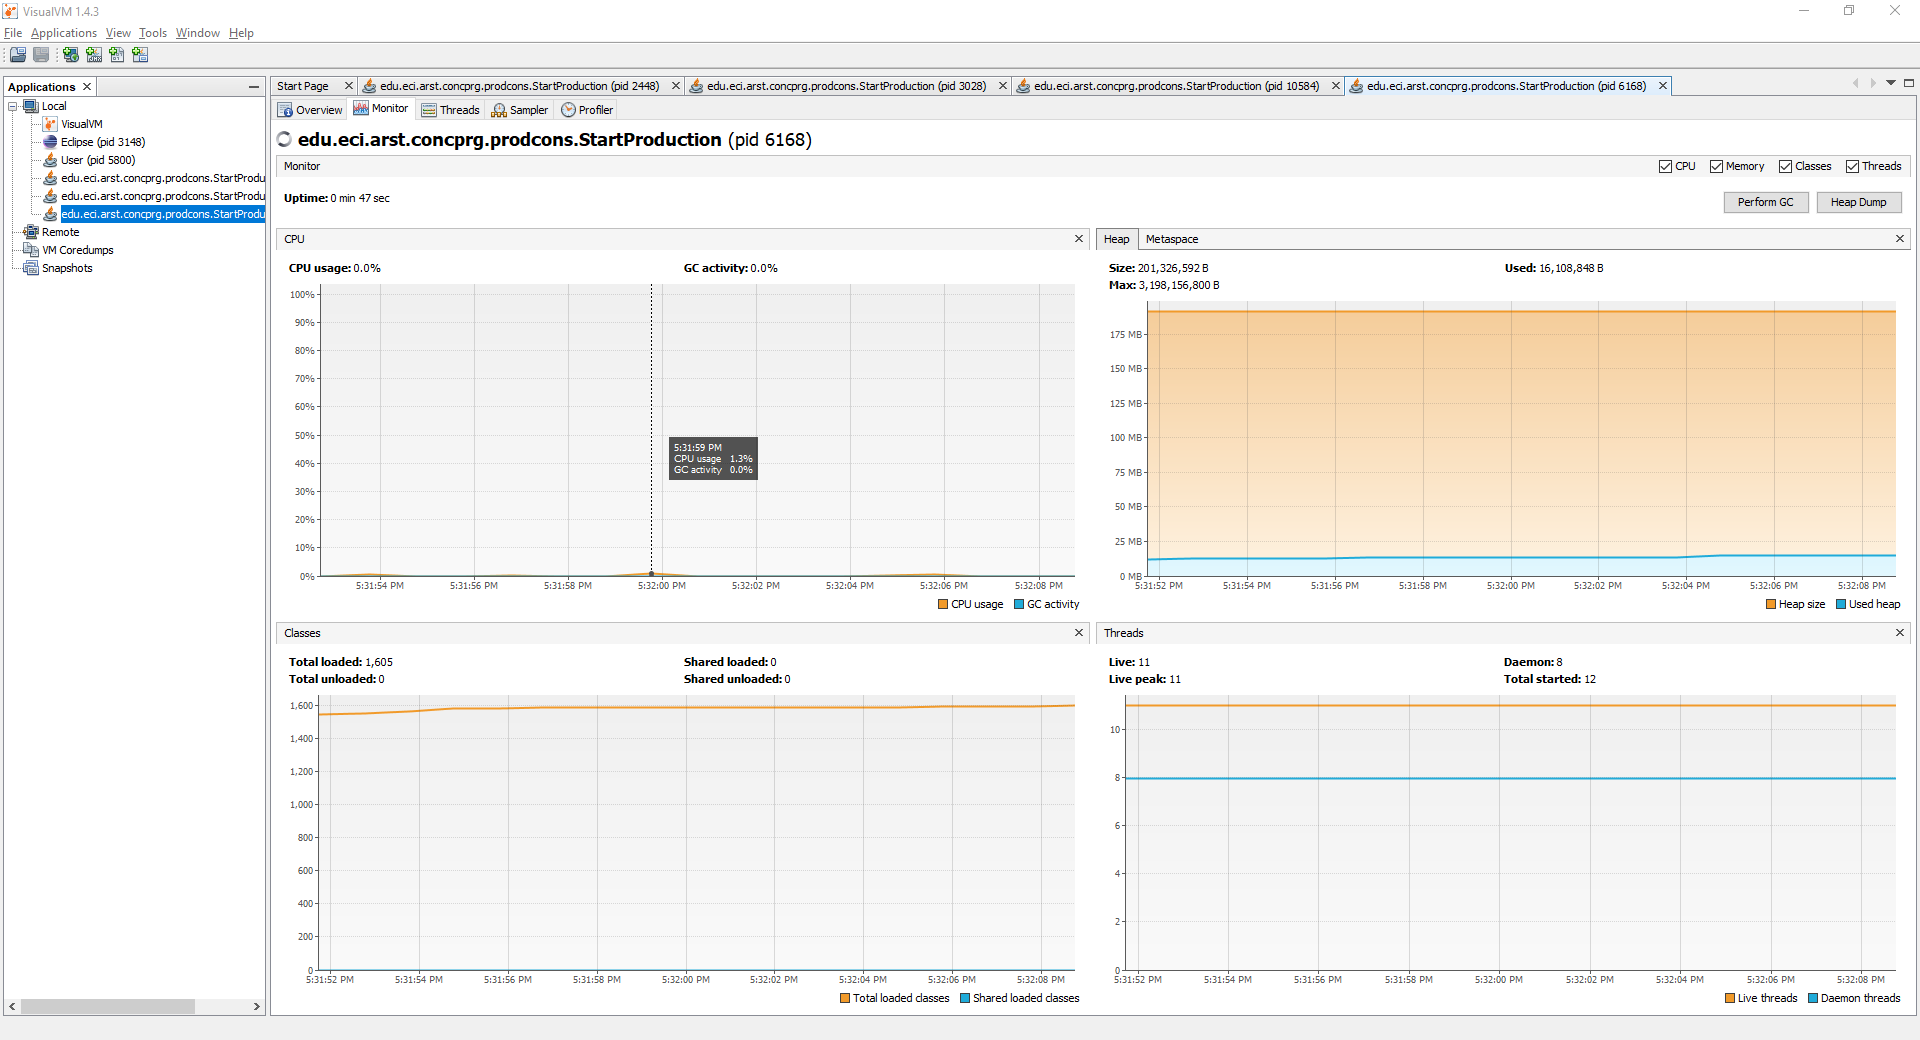 VisualVM 1.4.3
File Applications View Tools Window Help
Applications
Start Page edu.eci.arst.concprg.prodcons.StartProduction (pid 2448) edu.eci.arst.concprg.prodcons.StartProduction (pid 3028) edu.eci.arst.concprg.prodcons.StartProduction (pid 10584) edu.eci.arst.concprg.prodcons.StartProduction (pid 6168)
Local
VisualVM
Eclipse (pid 3148)
User (pid 5800)
edu.eci.arst.concprg.prodcons.StartProdu
edu.eci.arst.concprg.prodcons.StartProdu
edu.eci.arst.concprg.prodcons.StartProdu
Remote
VM Coredumps
Snapshots
Overview Monitor Threads Sampler Profiler
edu.eci.arst.concprg.prodcons.StartProduction (pid 6168)
Monitor CPU Memory Classes Threads
Uptime: 0 min 47 sec
Perform GC Heap Dump
CPU
CPU usage: 0.0% GC activity: 0.0%
100%
90%
80%
70%
60%
50%
40%
30%
20%
10%
0%
5:31:59 PM
CPU usage 1.3%
GC activity 0.0%
5:31:54 PM 5:31:56 PM 5:31:58 PM 5:32:00 PM 5:32:02 PM 5:32:04 PM 5:32:06 PM 5:32:08 PM
CPU usage GC activity
Heap Metaspace
Size: 201,326,592 B Used: 16,108,848 B
Max: 3,198,156,800 B
175 MB
150 MB
125 MB
100 MB
75 MB
50 MB
25 MB
0 MB
5:31:52 PM 5:31:54 PM 5:31:56 PM 5:31:58 PM 5:32:00 PM 5:32:02 PM 5:32:04 PM 5:32:06 PM 5:32:08 PM
Heap size Used heap
Classes
Total loaded: 1,605 Shared loaded: 0
Total unloaded: 0 Shared unloaded: 0
1,600
1,400
1,200
1,000
800
600
400
200
0
5:31:52 PM 5:31:54 PM 5:31:56 PM 5:31:58 PM 5:32:00 PM 5:32:02 PM 5:32:04 PM 5:32:06 PM 5:32:08 PM
Total loaded classes Shared loaded classes
Threads
Live: 11 Daemon: 8
Live peak: 11 Total started: 12
10
8
6
4
2
0
5:31:52 PM 5:31:54 PM 5:31:56 PM 5:31:58 PM 5:32:00 PM 5:32:02 PM 5:32:04 PM 5:32:06 PM 5:32:08 PM
Live threads Daemon threads